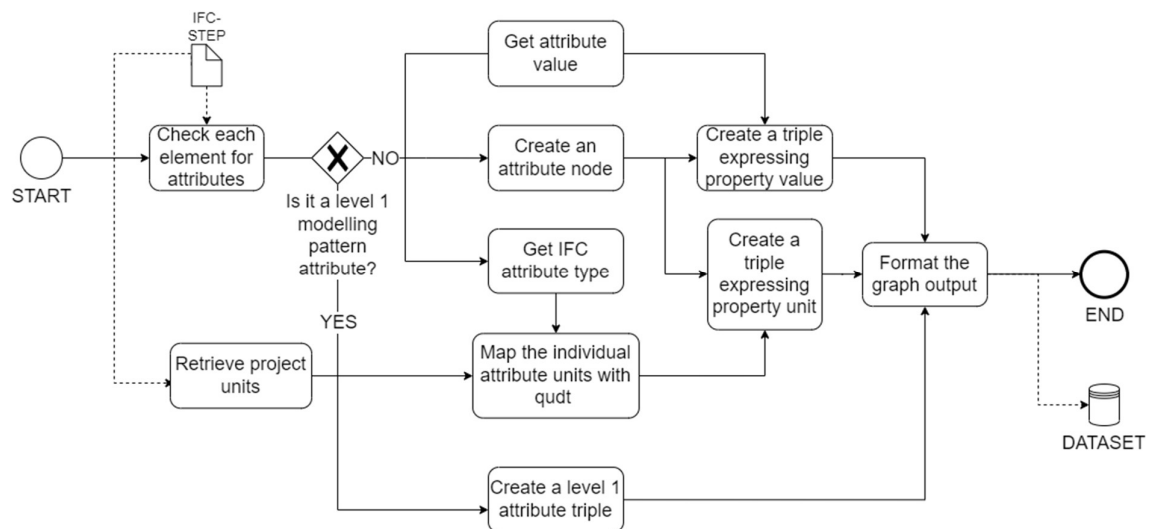 IFC-
STEP
Get attribute
value
START
Check each
element for
attributes
NO
Create an
attribute node
Create a triple
expressing
property value
Is it a level 1
modelling
pattern
attribute?
Get IFC
attribute type
Create a
triple
expressing
property unit
Format the
graph output
END
YES
Retrieve project
units
Map the individual
attribute units with
qudt
DATASET
Create a level 1
attribute triple